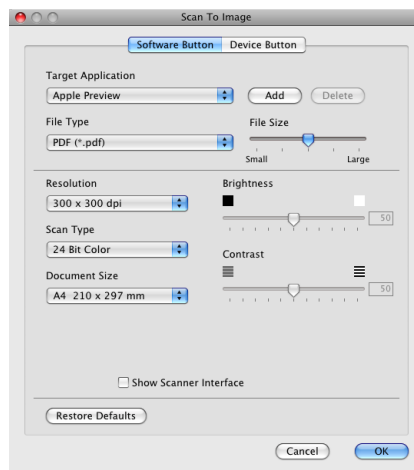 Scan To Image
Software Button Device Button
Target Application
Apple Preview Add Delete
File Type File Size
PDF (*.pdf)
Small Large
Resolution Brightness
300 x 300 dpi
50
Scan Type
24 Bit Color
Contrast
Document Size
A4 210 x 297 mm 50
Show Scanner Interface
Restore Defaults
Cancel OK